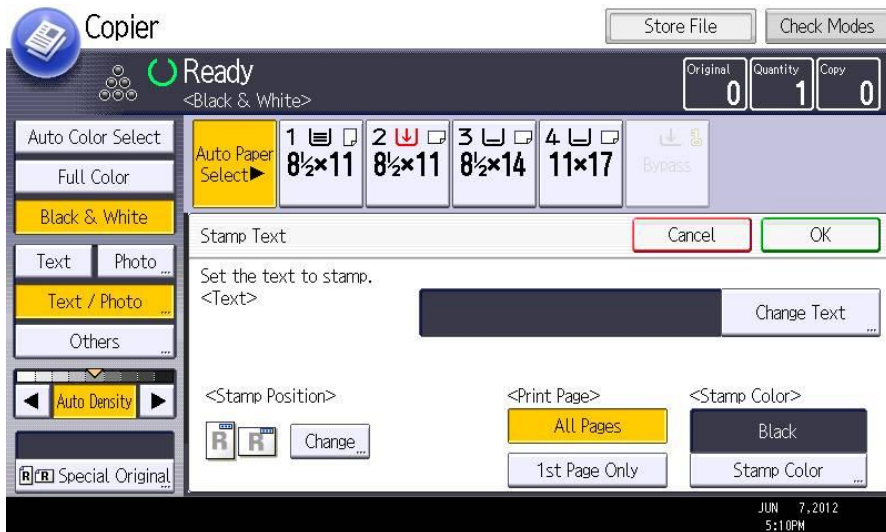 Copier
Store File
Check Modes
Ready
<Black & White>
Original
0
Quantity
1
Copy
0
Auto Color Select
Full Color
Black & White
Text
Photo
Text / Photo
Others
Auto Density
Special Original
Auto Paper
Select▶
1
8½×11
2
8½×11
3
8½×14
4
11×17
1
Bypass
Stamp Text
Cancel
OK
Set the text to stamp.
<Text>
Change Text
<Stamp Position>
R
R
Change
<Print Page>
All Pages
1st Page Only
<Stamp Color>
Black
Stamp Color
JUN 7,2012
5:10PM